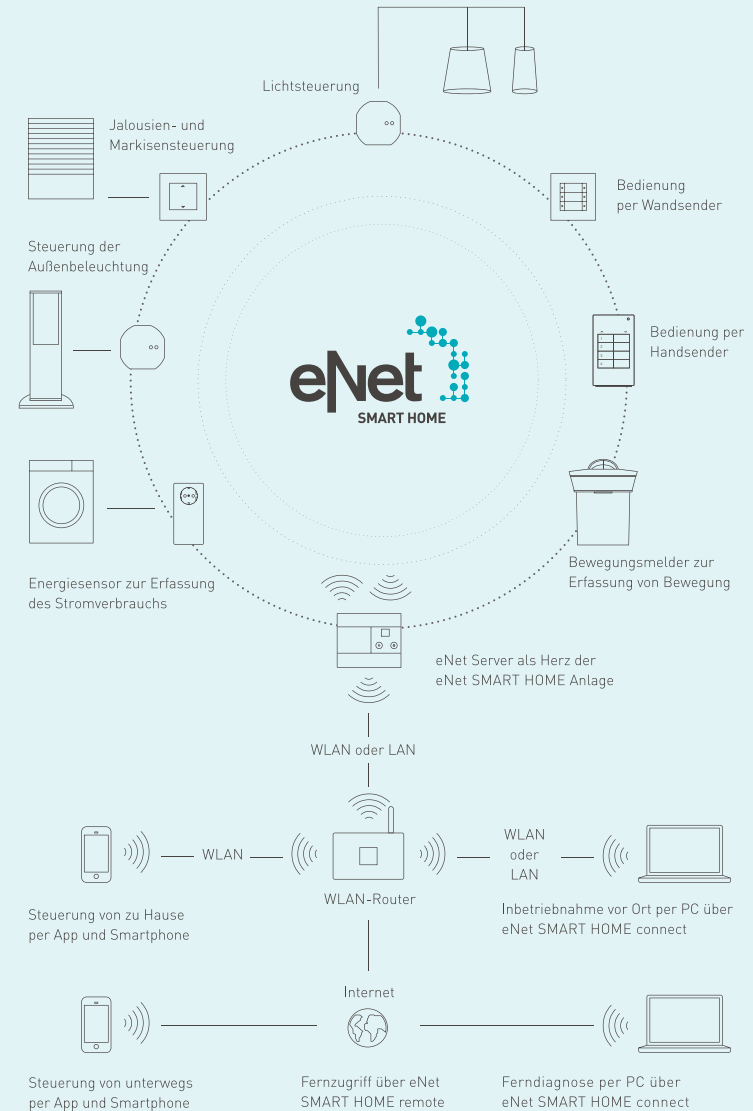 Lichtsteuerung
Jalousien- und
Markisensteuerung
Bedienung
per Wandsender
Steuerung der
Außenbeleuchtung
Bedienung per
Handsender
eNet
SMART HOME
Energiesensor zur Erfassung
des Stromverbrauchs
Bewegungsmelder zur
Erfassung von Bewegung
eNet Server als Herz der
eNet SMART HOME Anlage
WLAN oder LAN
WLAN
WLAN
oder
LAN
WLAN-Router
Steuerung von zu Hause
per App und Smartphone
Inbetriebnahme vor Ort per PC über
eNet SMART HOME connect
Internet
Steuerung von unterwegs
per App und Smartphone
Fernzugriff über eNet
SMART HOME remote
Ferndiagnose per PC über
eNet SMART HOME connect